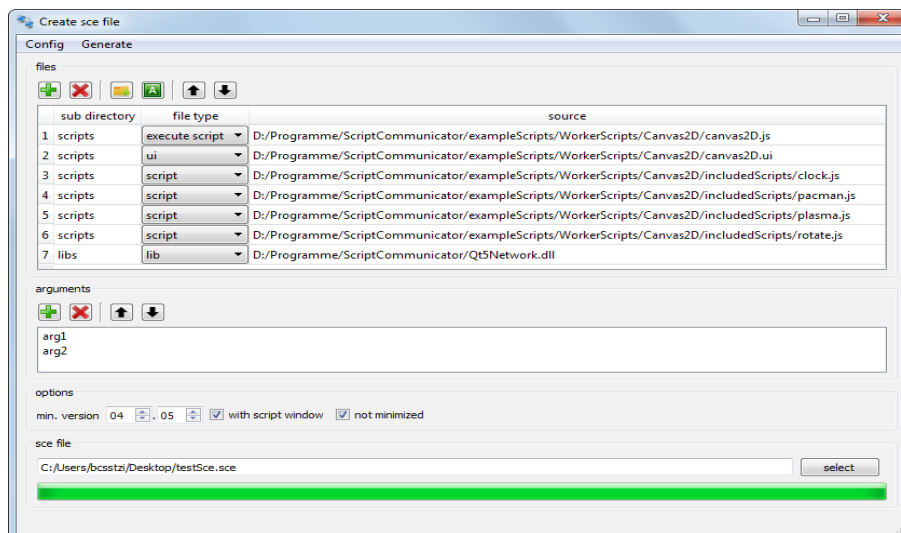 Create sce file
Config Generate
files
A
sub directory file type source
1 scripts execute script D:/Programme/ScriptCommunicator/exampleScripts/WorkerScripts/Canvas2D/canvas2D.js
2 scripts ui D:/Programme/ScriptCommunicator/exampleScripts/WorkerScripts/Canvas2D/canvas2D.ui
3 scripts script D:/Programme/ScriptCommunicator/exampleScripts/WorkerScripts/Canvas2D/includedScripts/clock.js
4 scripts script D:/Programme/ScriptCommunicator/exampleScripts/WorkerScripts/Canvas2D/includedScripts/pacman.js
5 scripts script D:/Programme/ScriptCommunicator/exampleScripts/WorkerScripts/Canvas2D/includedScripts/plasma.js
6 scripts script D:/Programme/ScriptCommunicator/exampleScripts/WorkerScripts/Canvas2D/includedScripts/rotate.js
7 libs lib D:/Programme/ScriptCommunicator/Qt5Network.dll
arguments
arg1
arg2
options
min. version 04 . 05 with script window not minimized
sce file
C:/Users/bcsstzi/Desktop/testSce.sce select